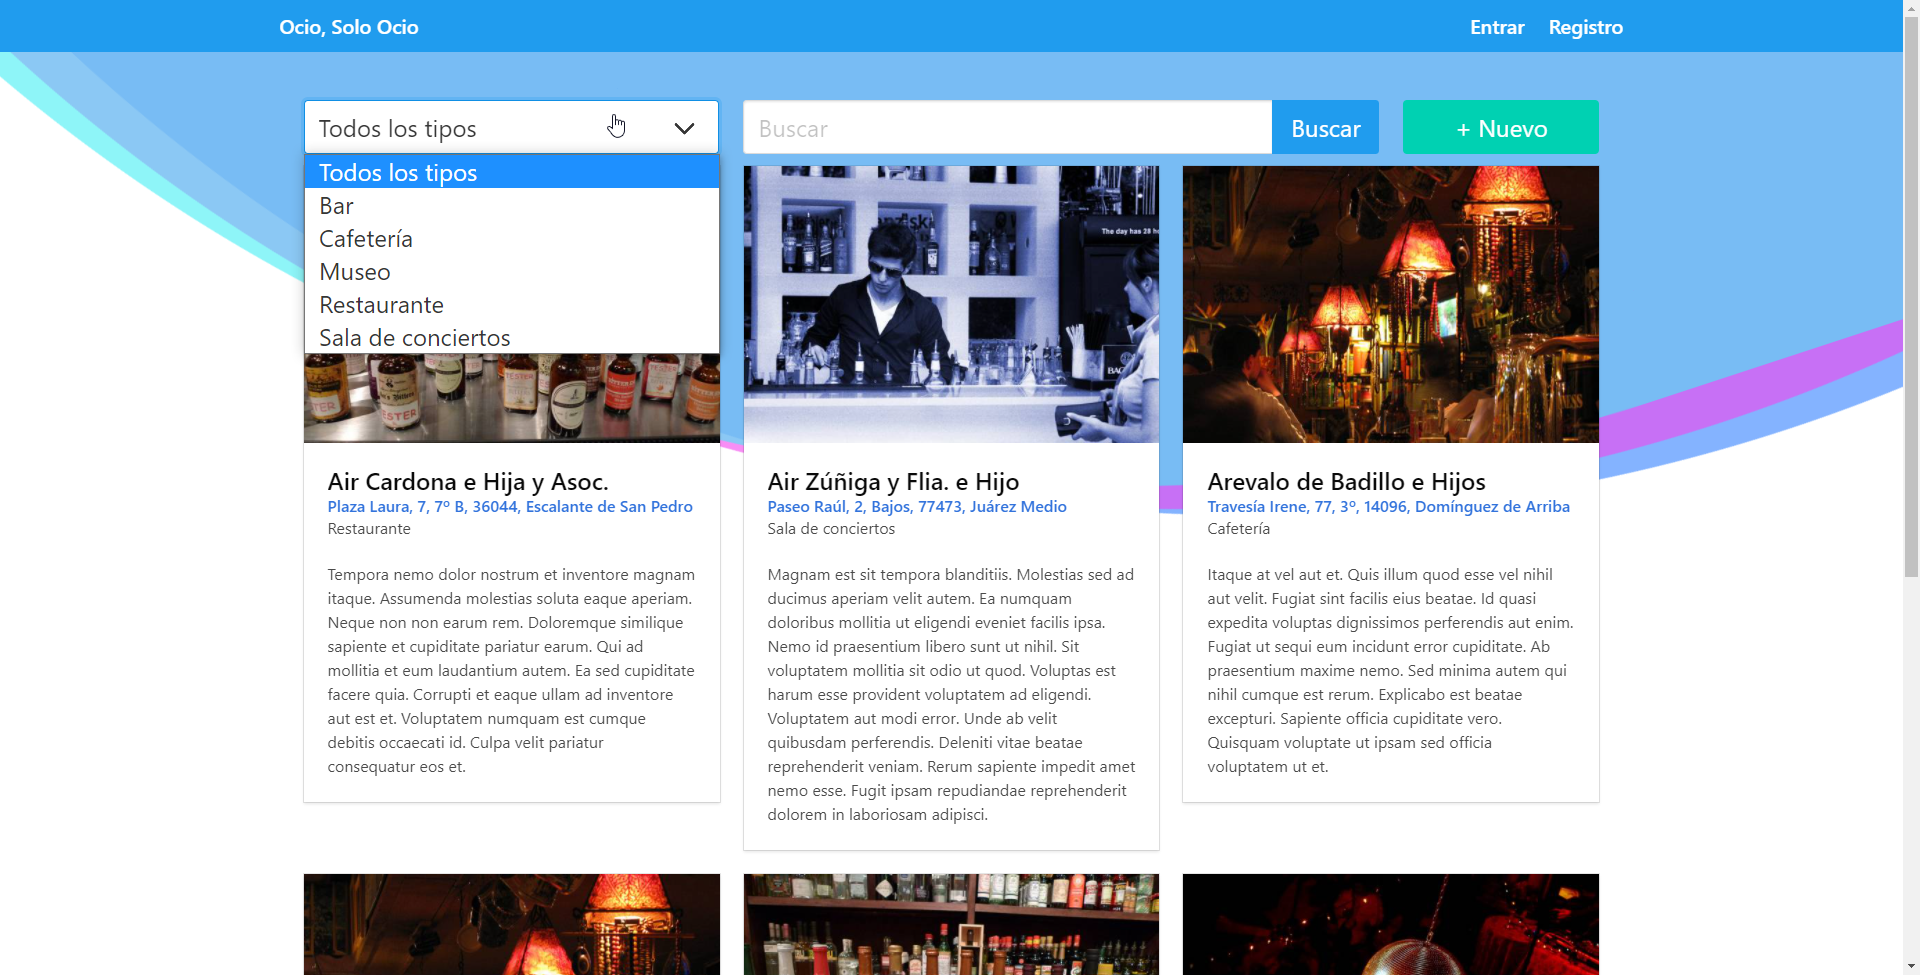 Ocio, Solo Ocio
Entrar
Registro
Todos los tipos
Buscar
Buscar
+ Nuevo
Todos los tipos
Bar
Cafetería
Museo
Restaurante
Sala de conciertos
The day has 28 ho
TESTER
TESTER
Air Cardona e Hija y Asoc.
Plaza Laura, 7, 7º B, 36044, Escalante de San Pedro
Restaurante
Tempora nemo dolor nostrum et inventore magnam
itaque. Assumenda molestias soluta eaque aperiam.
Neque non non earum rem. Doloremque similique
sapiente et cupiditate pariatur earum. Qui ad
mollitia et eum laudantium autem. Ea sed cupiditate
facere quia. Corrupti et eaque ullam ad inventore
aut est et. Voluptatem numquam est cumque
debitis occaecati id. Culpa velit pariatur
consequatur eos et.
Air Zúñiga y Flia. e Hijo
Paseo Raúl, 2, Bajos, 77473, Juárez Medio
Sala de conciertos
Magnam est sit tempora blanditiis. Molestias sed ad
ducimus aperiam velit autem. Ea numquam
doloribus mollitia ut eligendi eveniet facilis ipsa.
Nemo id praesentium libero sunt ut nihil. Sit
voluptatem mollitia sit odio ut quod. Voluptas est
harum esse provident voluptatem ad eligendi.
Voluptatem aut modi error. Unde ab velit
quibusdam perferendis. Deleniti vitae beatae
reprehenderit veniam. Rerum sapiente impedit amet
nemo esse. Fugit ipsam repudiandae reprehenderit
dolorem in laboriosam adipisci.
Arevalo de Badillo e Hijos
Travesía Irene, 77, 3º, 14096, Domínguez de Arriba
Cafetería
Itaque at vel aut et. Quis illum quod esse vel nihil
aut velit. Fugiat sint facilis eius beatae. Id quasi
expedita voluptas dignissimos perferendis aut enim.
Fugiat ut sequi eum incidunt error cupiditate. Ab
praesentium maxime nemo. Sed minima autem qui
nihil cumque est rerum. Explicabo est beatae
excepturi. Sapiente officia cupiditate vero.
Quisquam voluptate ut ipsam sed officia
voluptatem ut et.